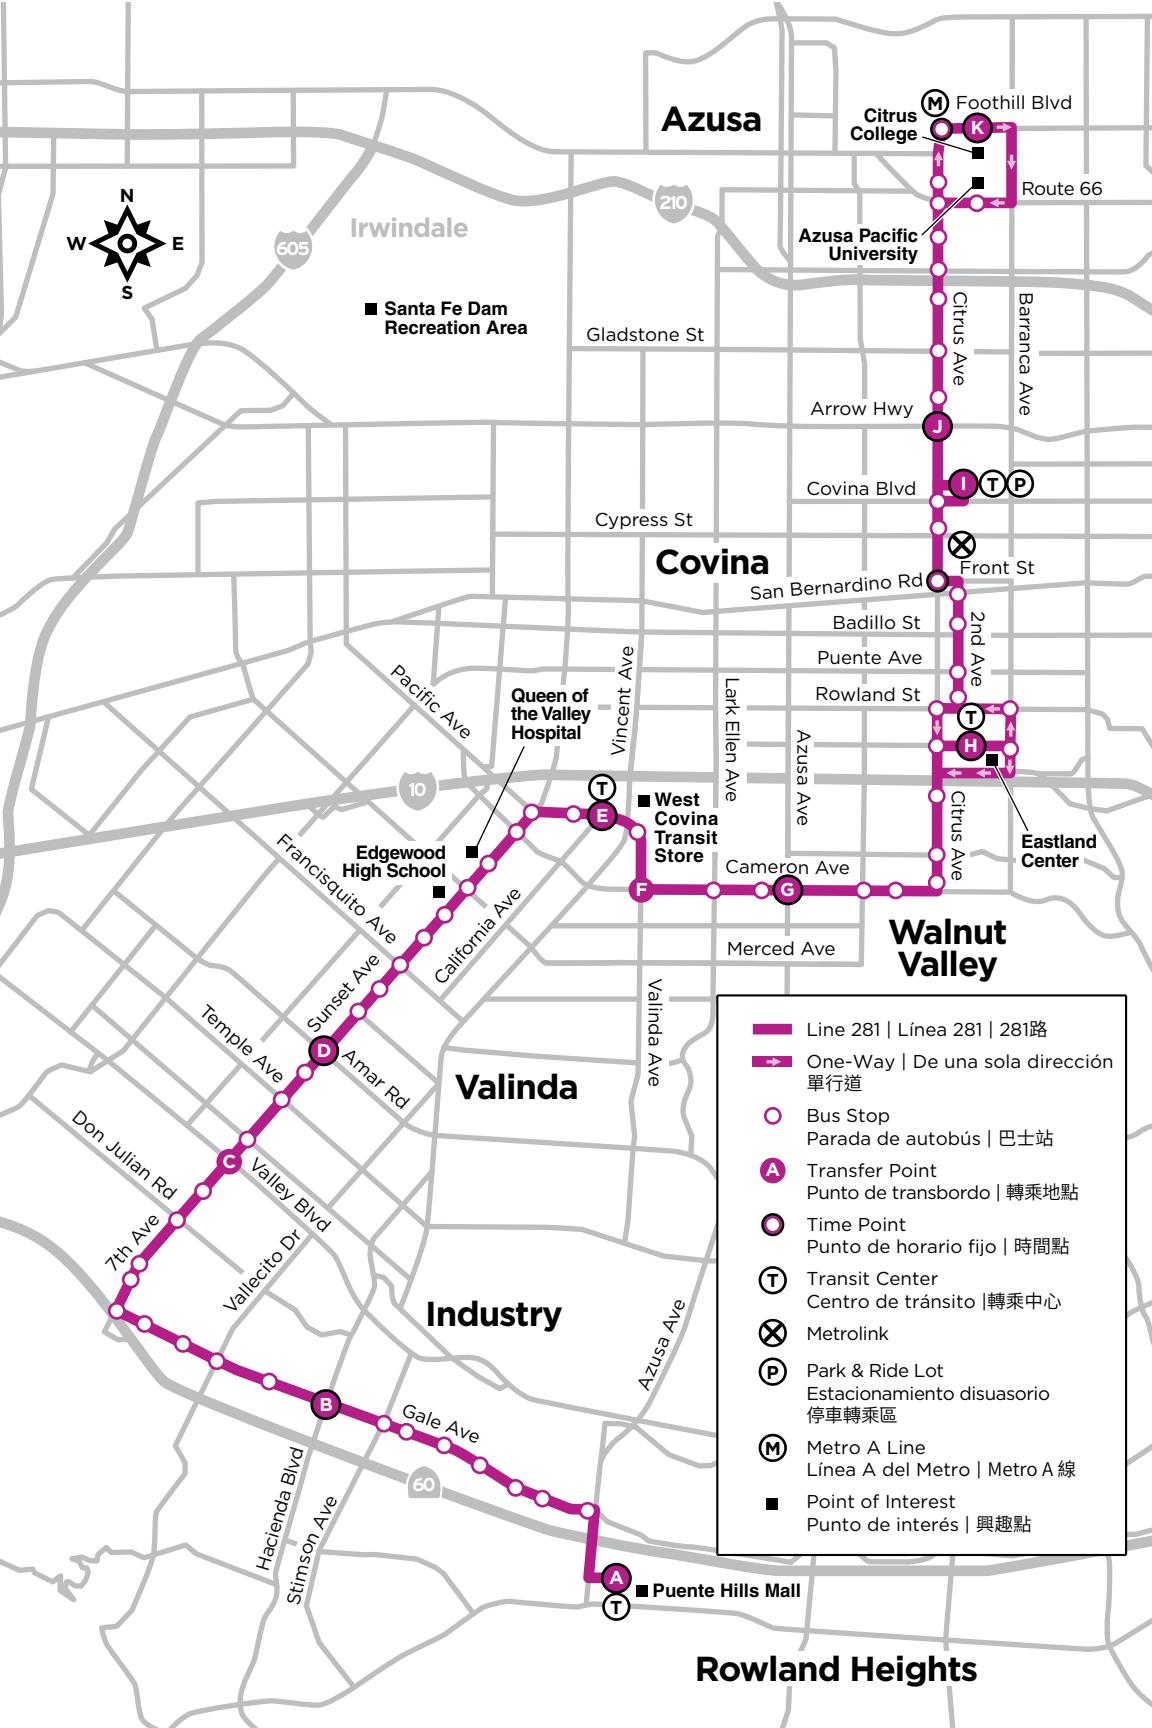 Azusa
M
Foothill Blvd
Citrus
College
K
Route 66
210
N
W
E
S
605
Irwindale
Azusa Pacific
University
Santa Fe Dam
Recreation Area
Gladstone St
Citrus Ave
Barranca Ave
Arrow Hwy
J
Covina Blvd
I
T
P
Cypress St
Covina
Front St
San Bernardino Rd
Badillo St
2nd Ave
Puente Ave
Rowland St
Pacific Ave
Queen of
the Valley
Hospital
Vincent Ave
Lark Ellen Ave
Azusa Ave
T
H
10
T
E
West
Covina
Transit
Store
Citrus Ave
Eastland
Center
Edgewood
High School
Francisquito Ave
California Ave
F
Cameron Ave
G
Walnut
Valley
Merced Ave
Sunset Ave
Temple Ave
D
Amar Rd
Valinda Ave
Valinda
Don Julian Rd
C
Valley Blvd
7th Ave
Vallecito Dr
Industry
Azusa Ave
B
Gale Ave
Hacienda Blvd
Stimson Ave
60
A
T
Puente Hills Mall
Rowland Heights
Line 281 | Línea 281 | 281路
One-Way | De una sola dirección
單行道
Bus Stop
Parada de autobús | 巴士站
A
Transfer Point
Punto de transbordo | 轉乘地點
Time Point
Punto de horario fijo | 時間點
T
Transit Center
Centro de tránsito |轉乘中心
Metrolink
P
Park & Ride Lot
Estacionamiento disuasorio
停車轉乘區
M
Metro A Line
Línea A del Metro | Metro A 線
Point of Interest
Punto de interés | 興趣點